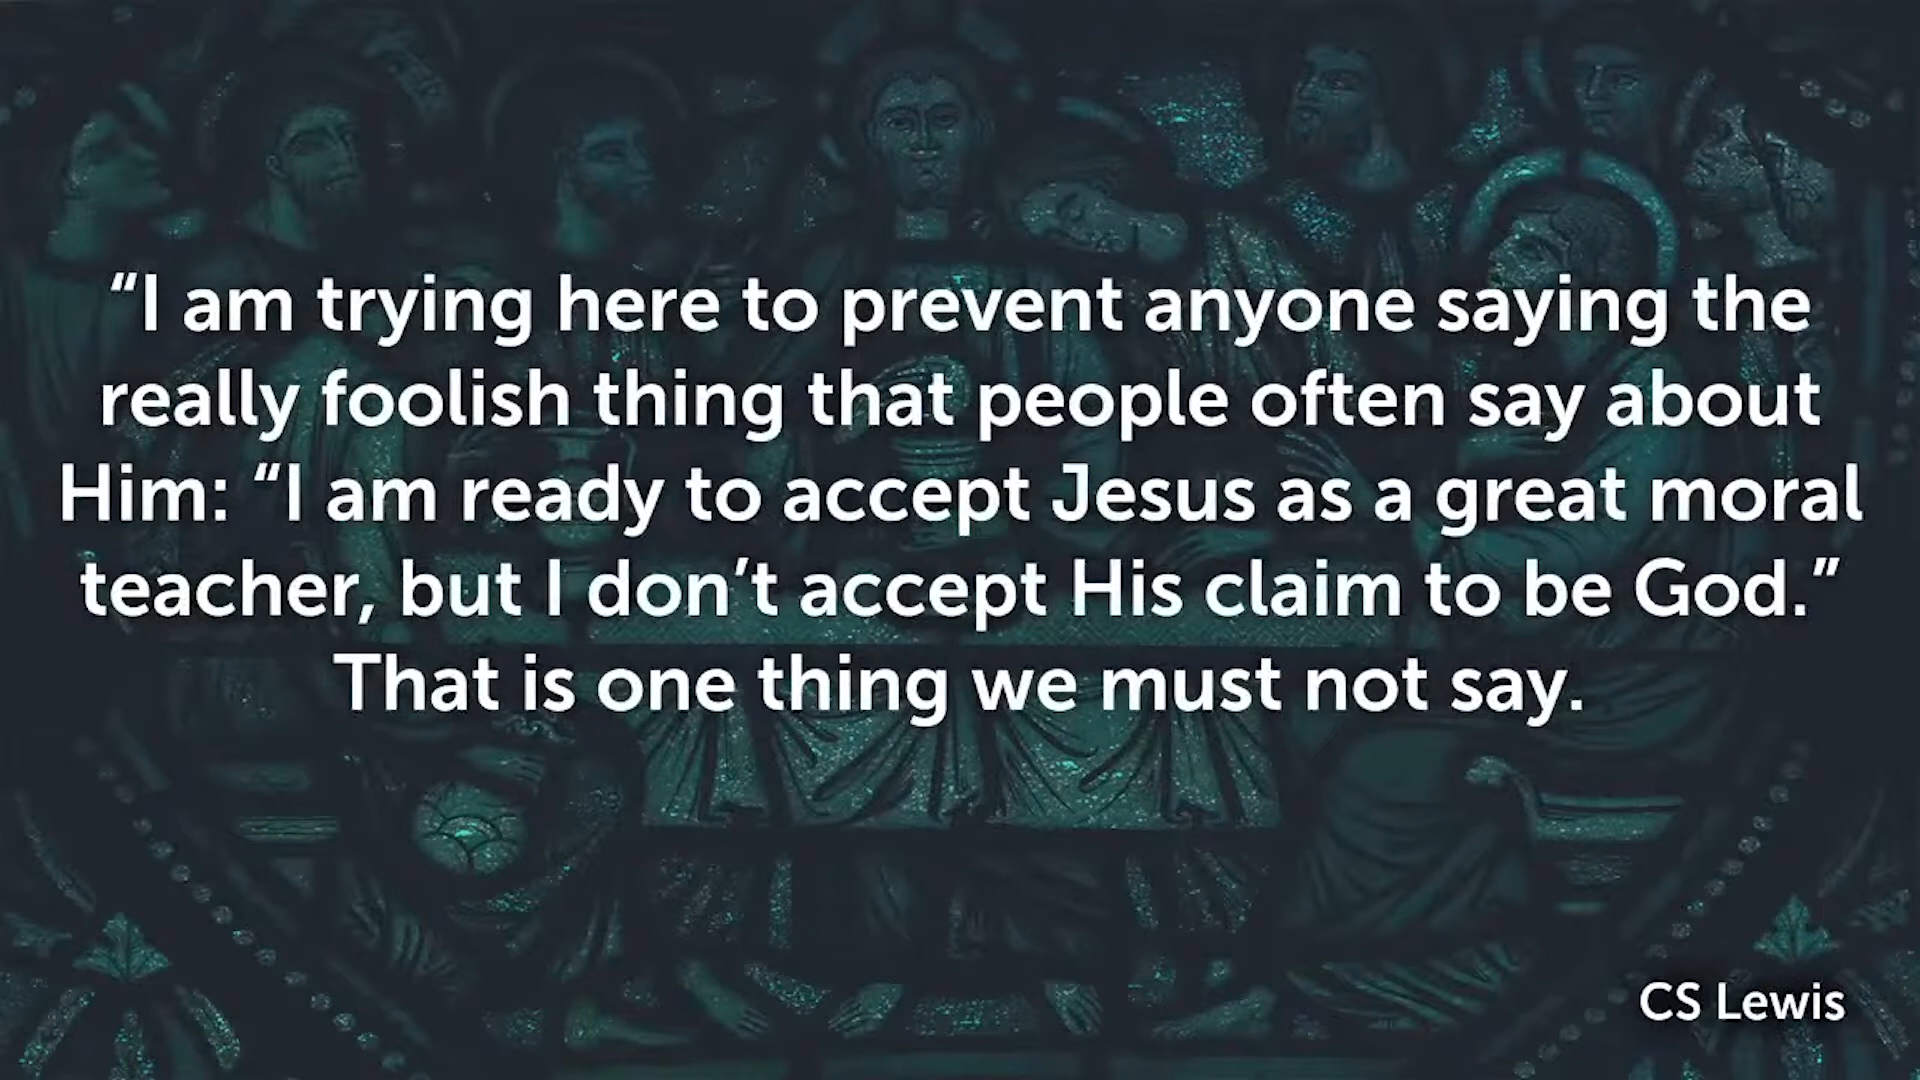 “I am trying here to prevent anyone saying the
really foolish thing that people often say about
Him: “I am ready to accept Jesus as a great moral
teacher, but I don’t accept His claim to be God.”
That is one thing we must not say.
CS Lewis